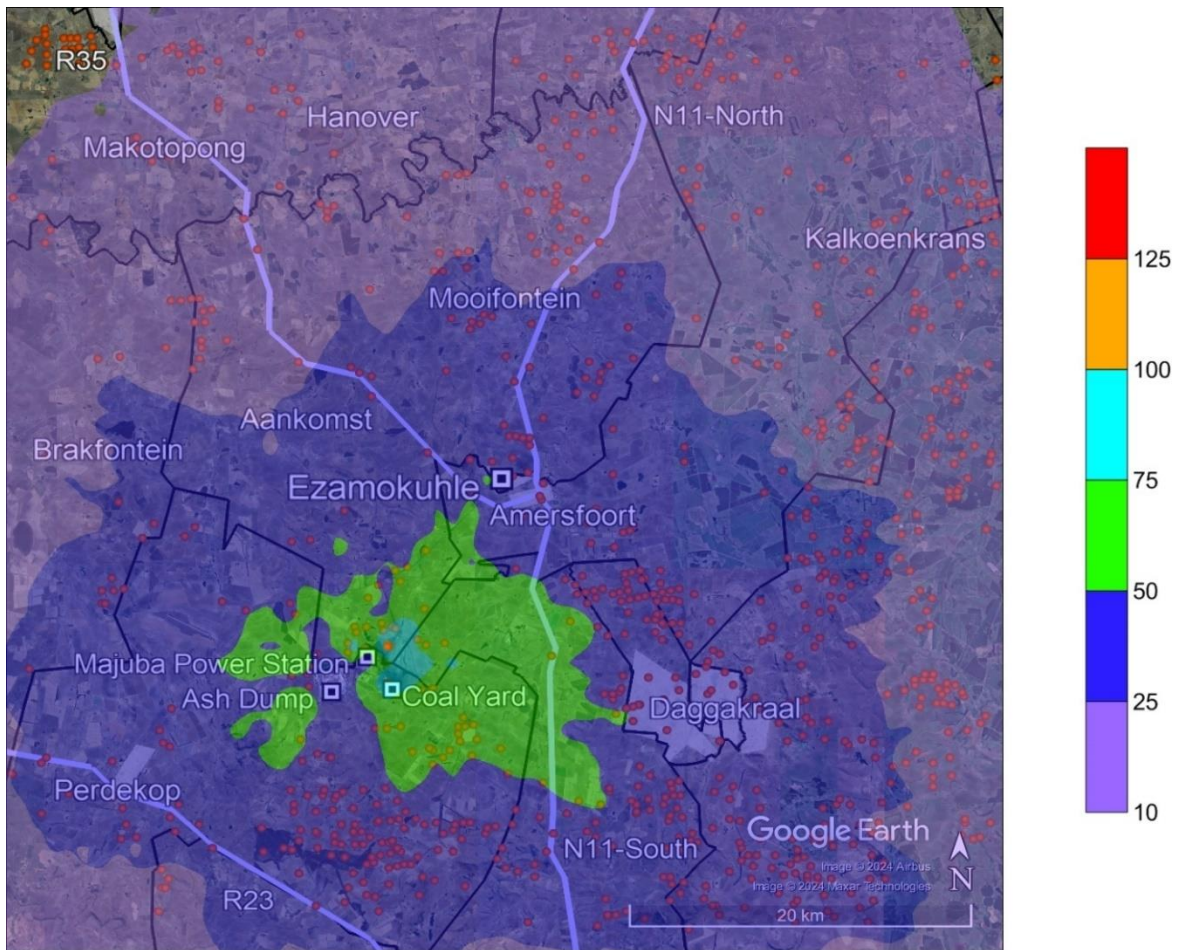 R35
Hanover
N11-North
Makotopong
Kalkoenkrans
125
Mooifontein
100
Aankomst
Brakfontein
75
Ezamokuhle
Amersfoort
50
Majuba Power Station
Ash Dump
Coal Yard
Daggakraal
25
Perdekop
10
Google Earth
N11-South
Image © 2024 Airbus
Image © 2024 Maxar Technologies
N
R23
20 km